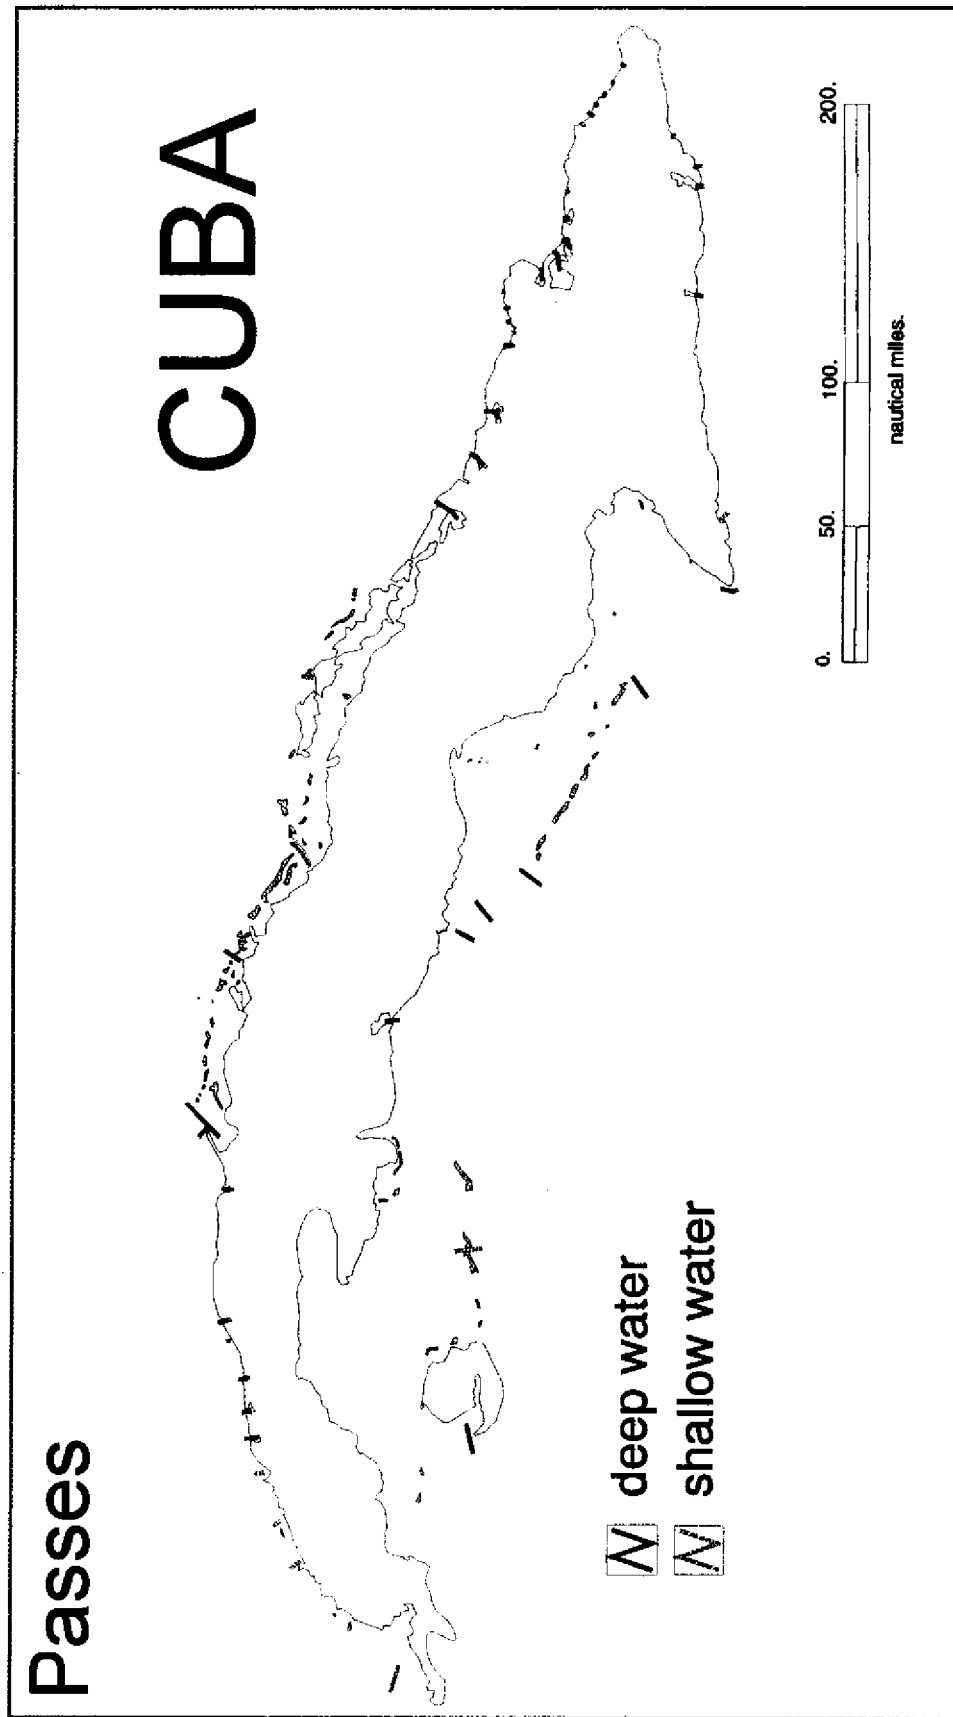 Passes
CUBA
deep water
shallow water
0. 50. 100. 200.
nautical miles.